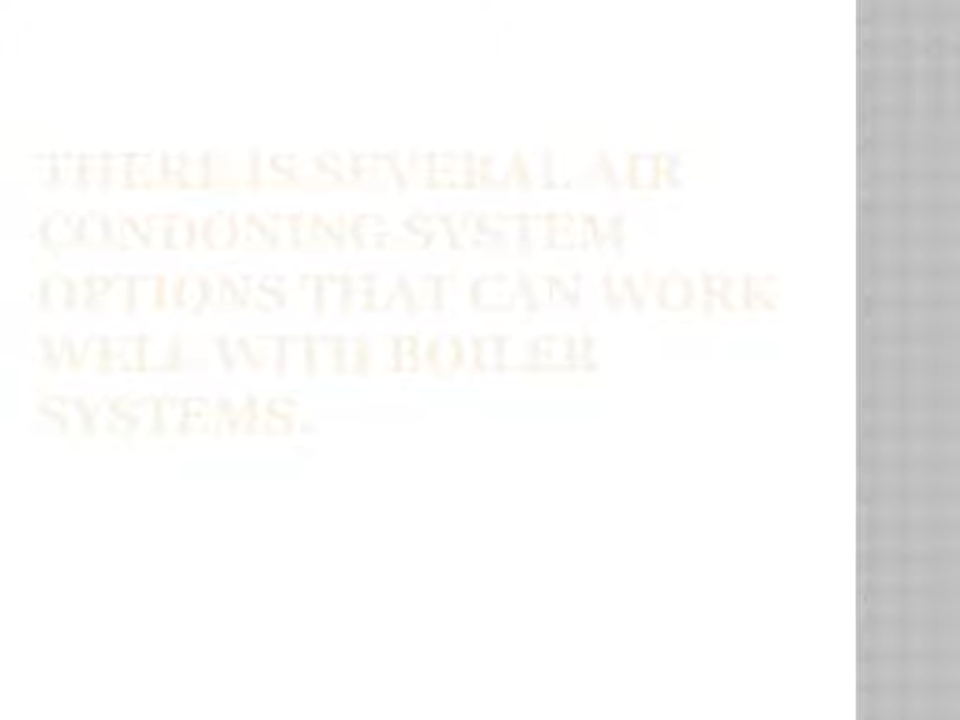 THERE IS SEVERAL AIR
CONDONING SYSTEM
OPTIONS THAT CAN WORK
WELL WITH BOILER
SYSTEMS.